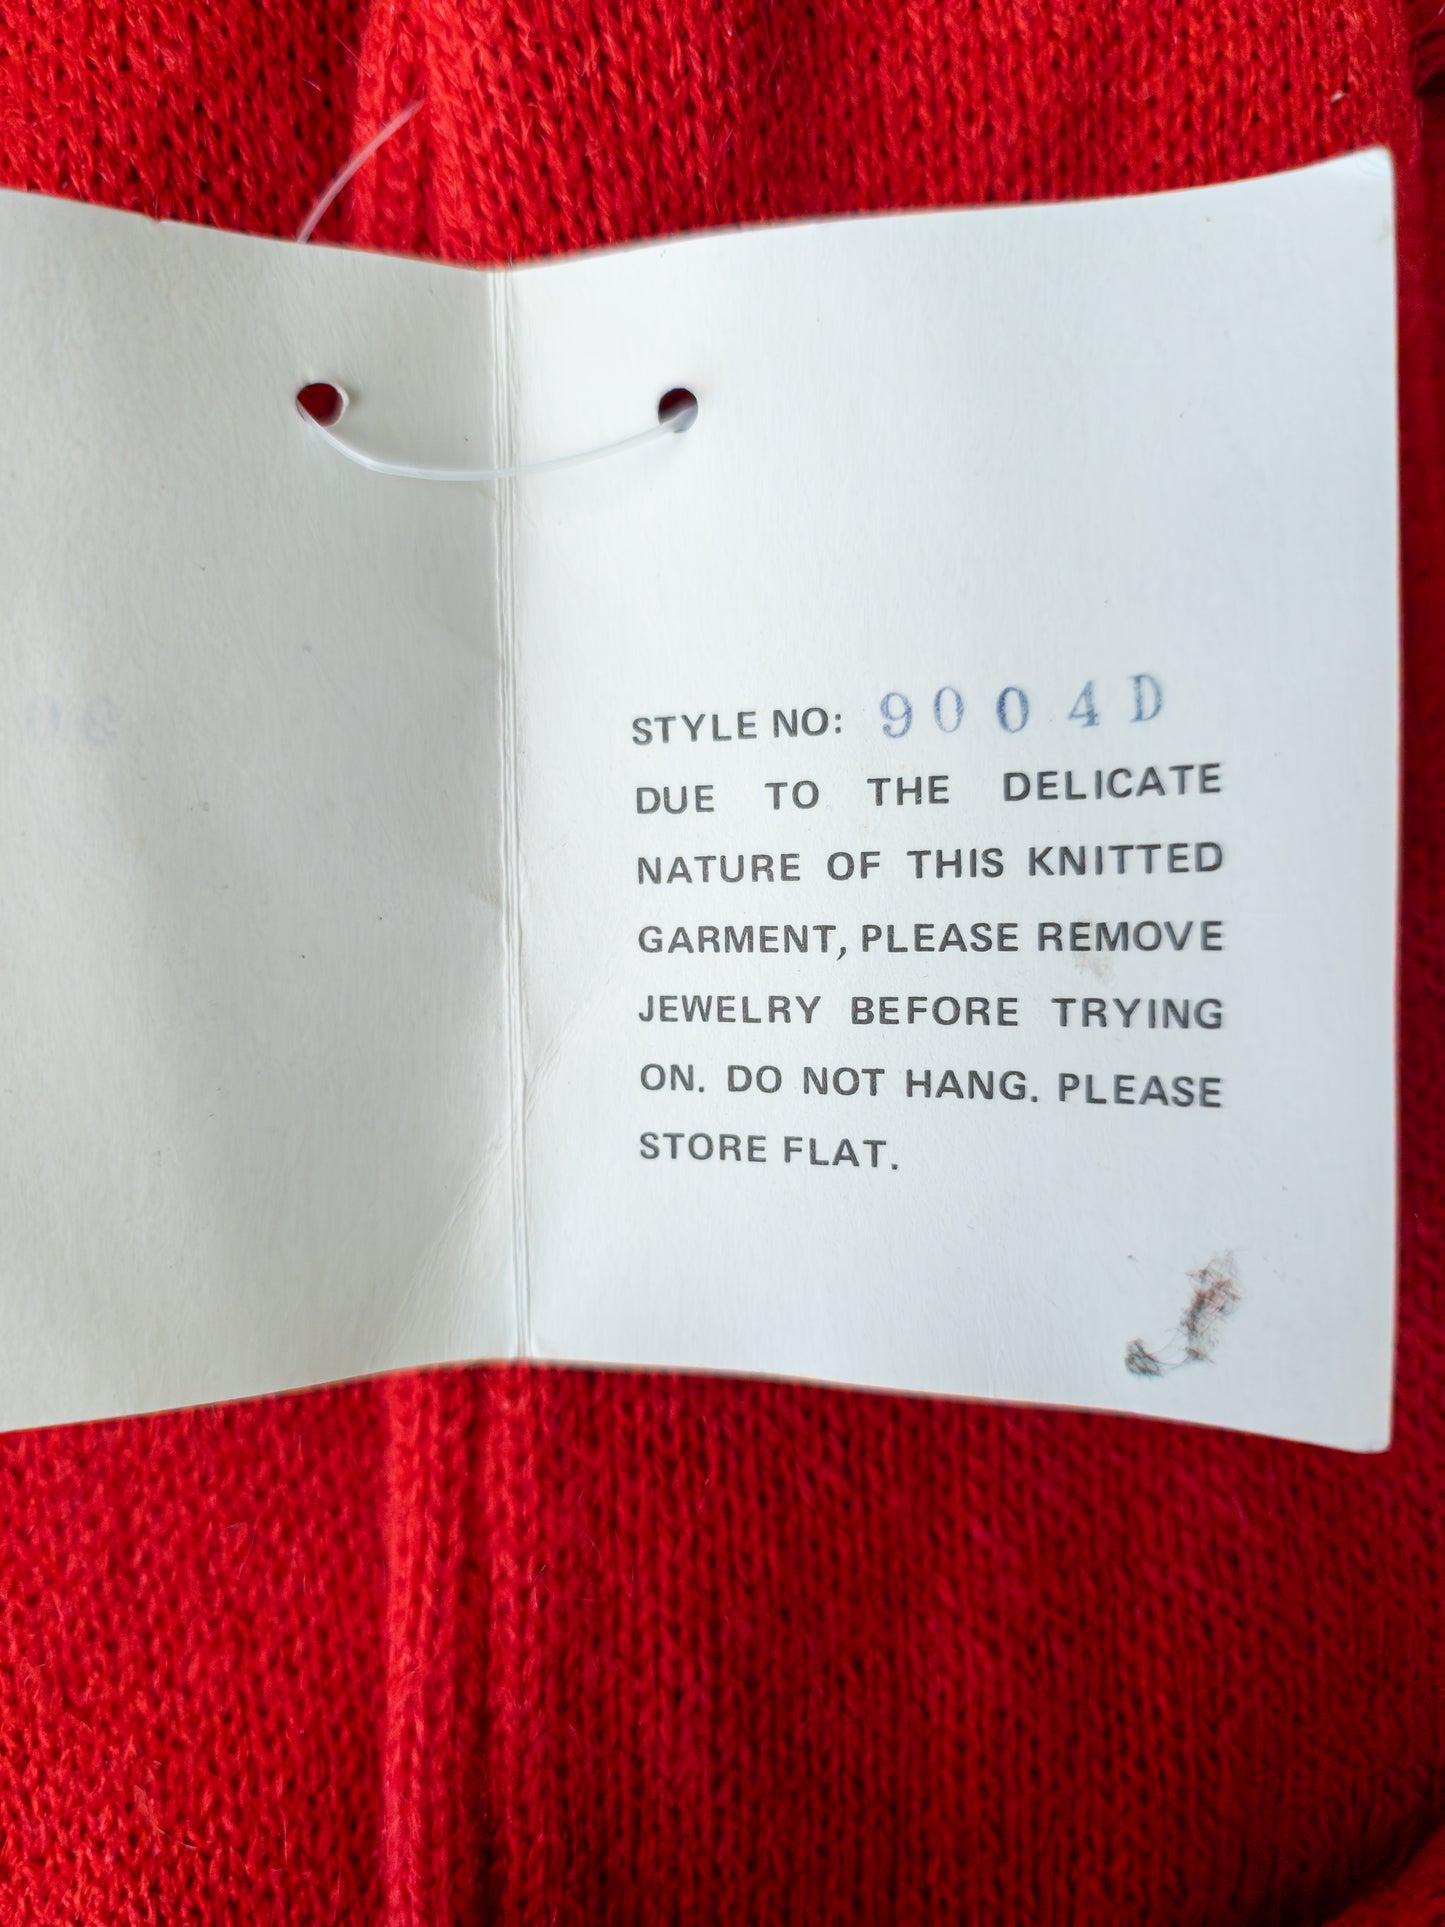 STYLE NO: 9004D
DUE TO THE DELICATE
NATURE OF THIS KNITTED
GARMENT, PLEASE REMOVE
JEWELRY BEFORE TRYING
ON. DO NOT HANG. PLEASE
STORE FLAT.